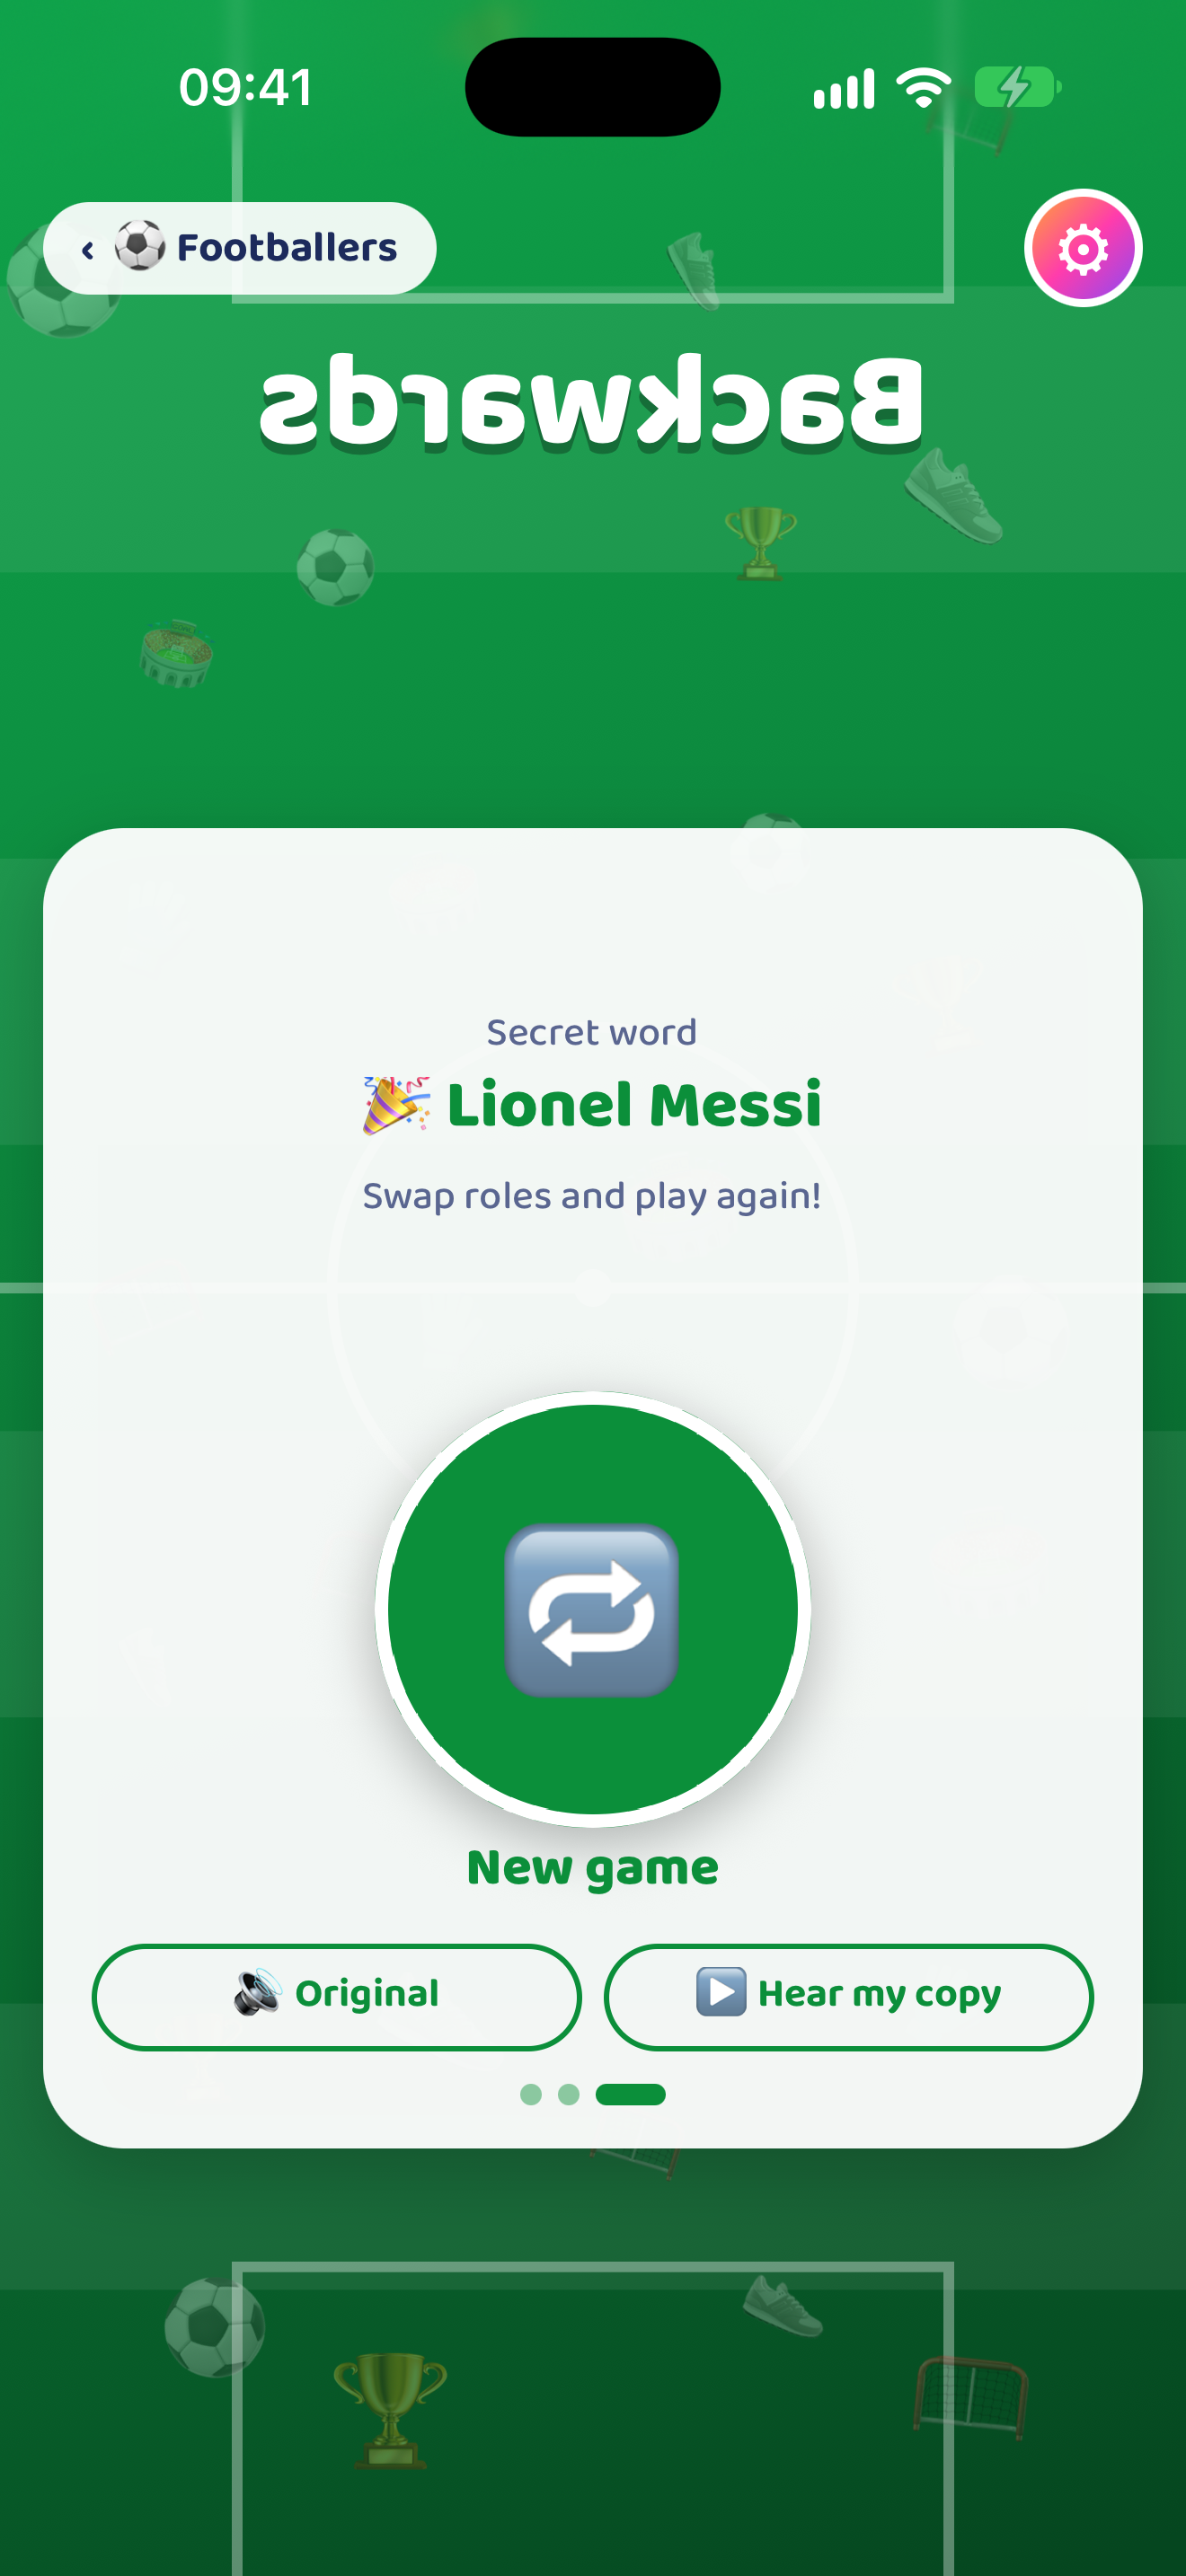 09:41
‹ ⚽ Footballers
Backwards
Secret word
🎉 Lionel Messi
Swap roles and play again!
New game
🔊 Original
▶️ Hear my copy